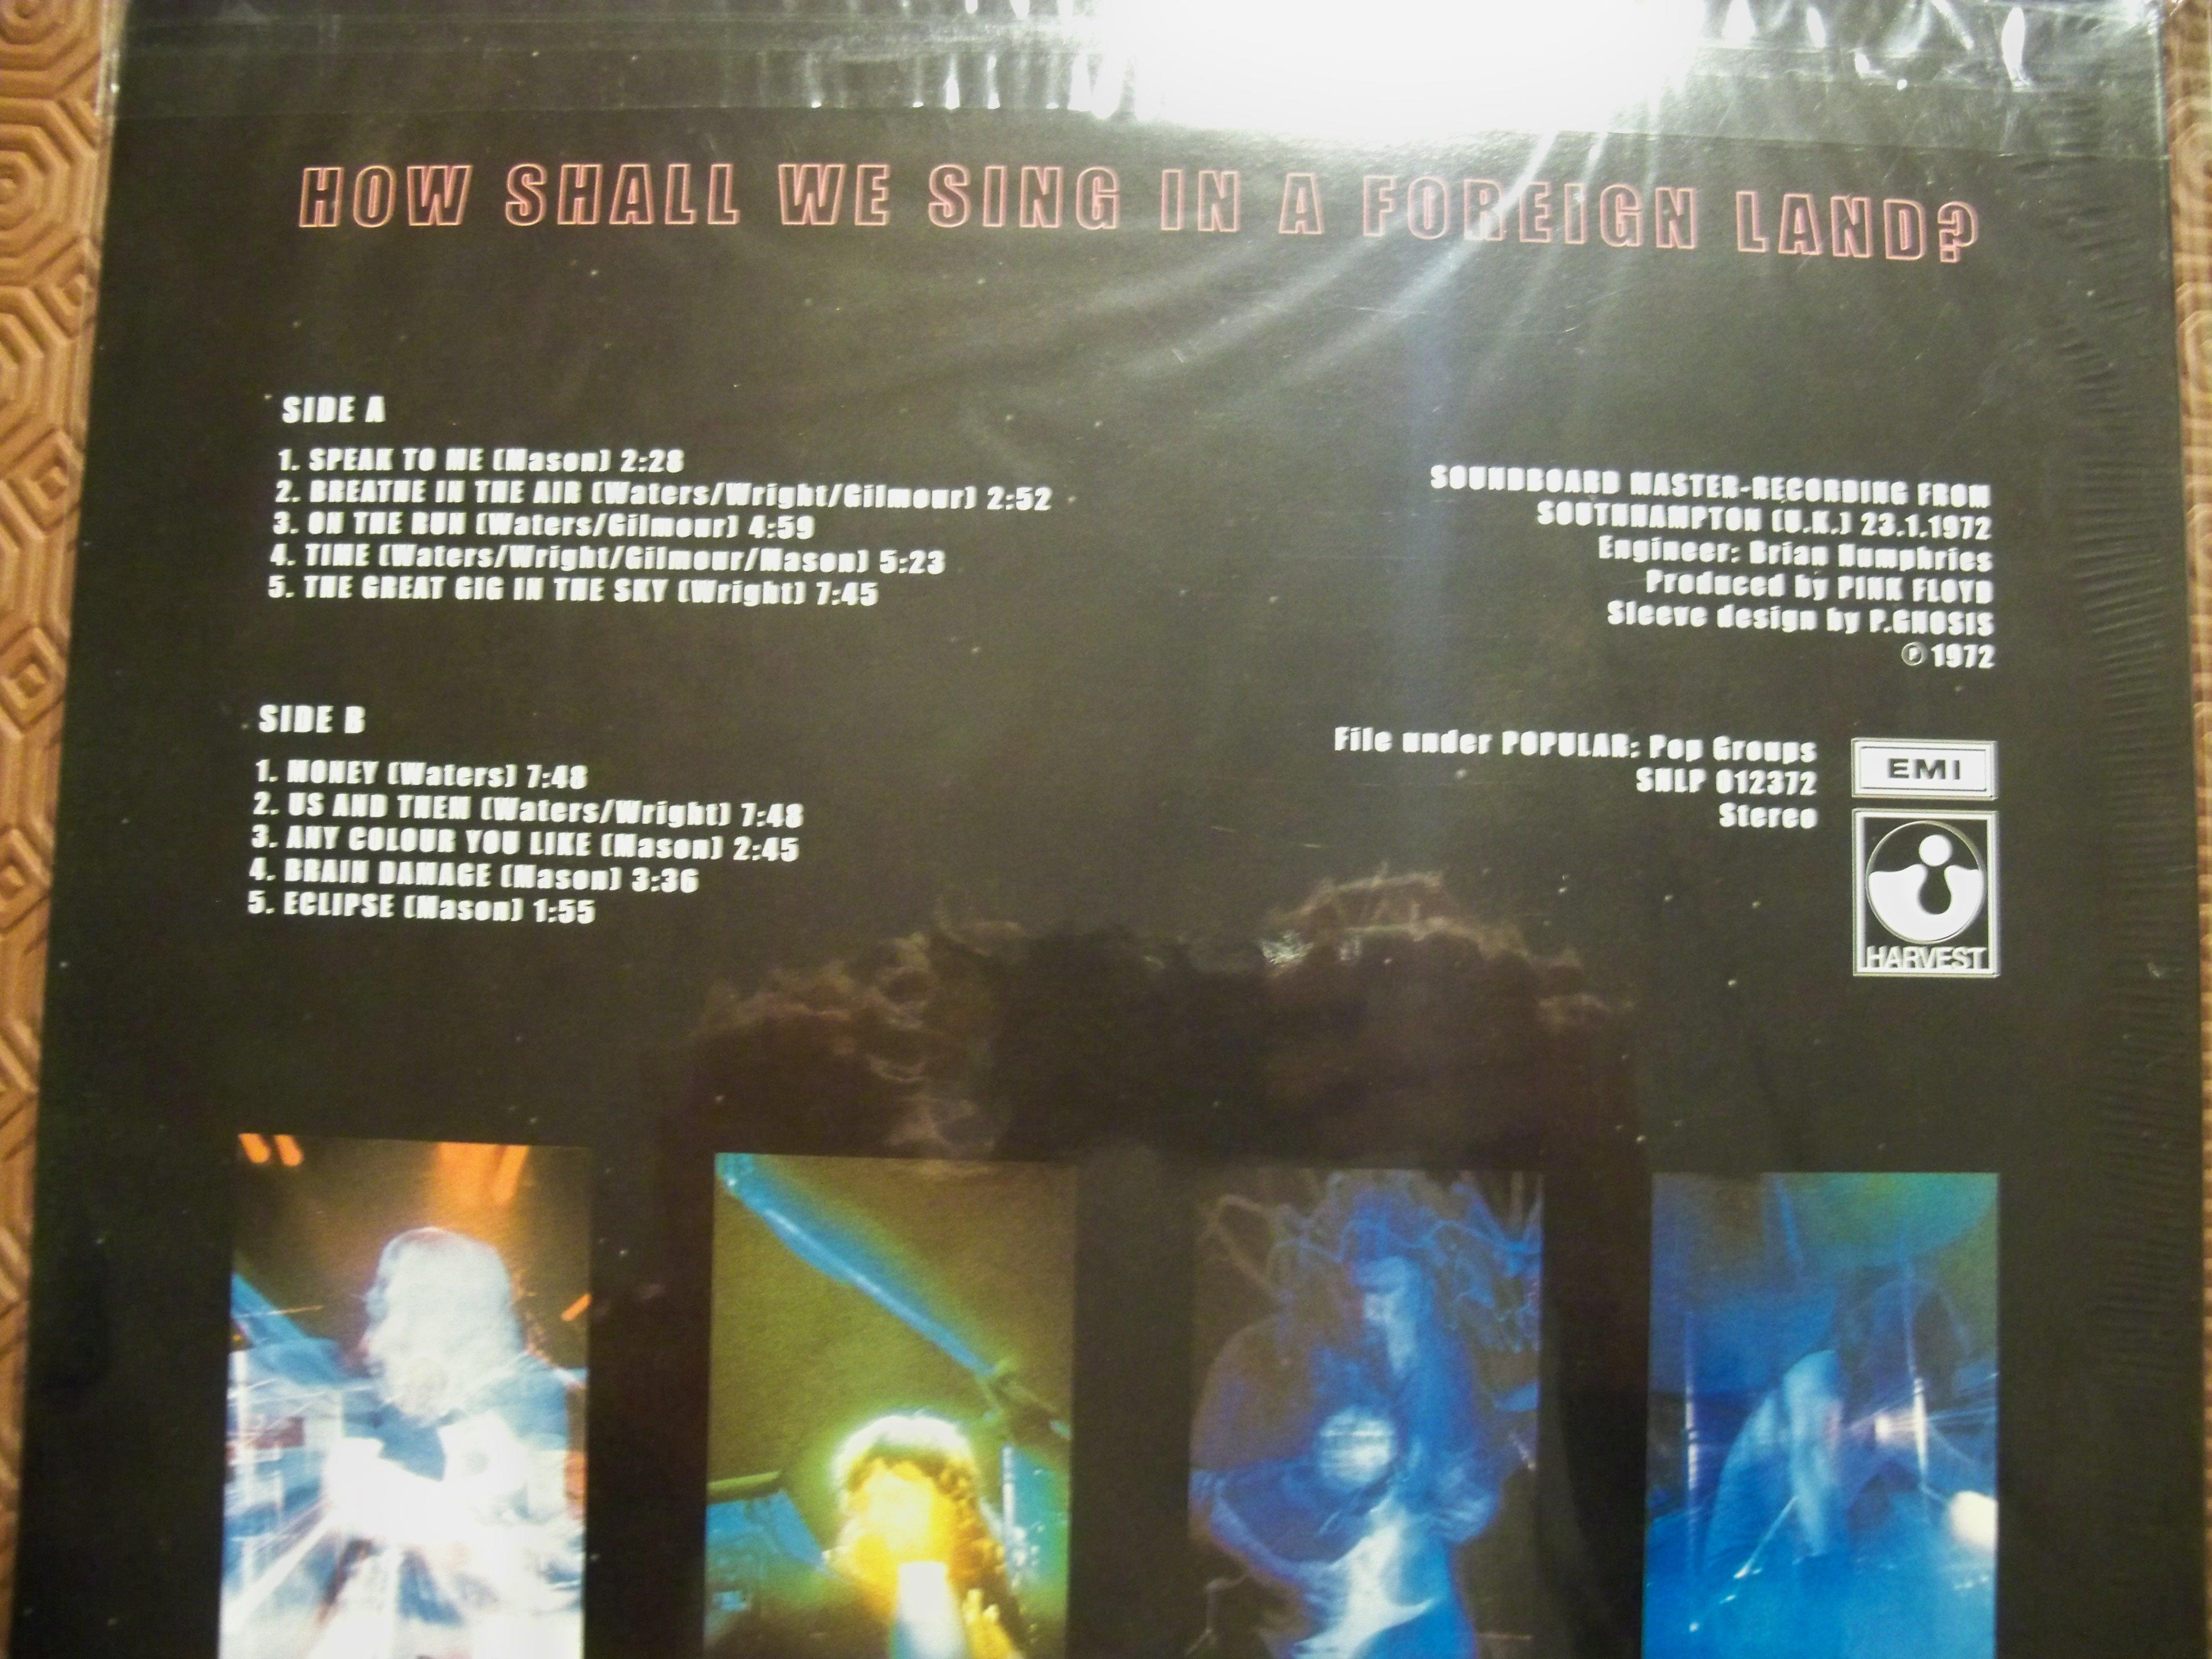 HOW SHALL WE SING IN A FOREIGN LAND?
SIDE A
1. SPEAK TO ME (Mason) 2:28
2. BREATHE IN THE AIR (Waters/Wright/Gilmour) 2:52
3. ON THE RUN (Waters/Gilmour) 4:59
4. TIME (Waters/Wright/Gilmour/Mason) 5:23
5. THE GREAT GIG IN THE SKY (Wright) 7:45
SIDE B
1. MONEY (Waters) 7:48
2. US AND THEM (Waters/Wright) 7:48
3. ANY COLOUR YOU LIKE (Mason) 2:45
4. BRAIN DAMAGE (Mason) 3:36
5. ECLIPSE (Mason) 1:55
SOUNDBOARD MASTER-RECORDING FROM
SOUTHHAMPTON (U.K.) 23.1.1972
Engineer: Brian Humphries
Produced by PINK FLOYD
Sleeve design by P.GNOSIS
℗ 1972
File under POPULAR: Pop Groups
SHLP 012372
Stereo
EMI
HARVEST